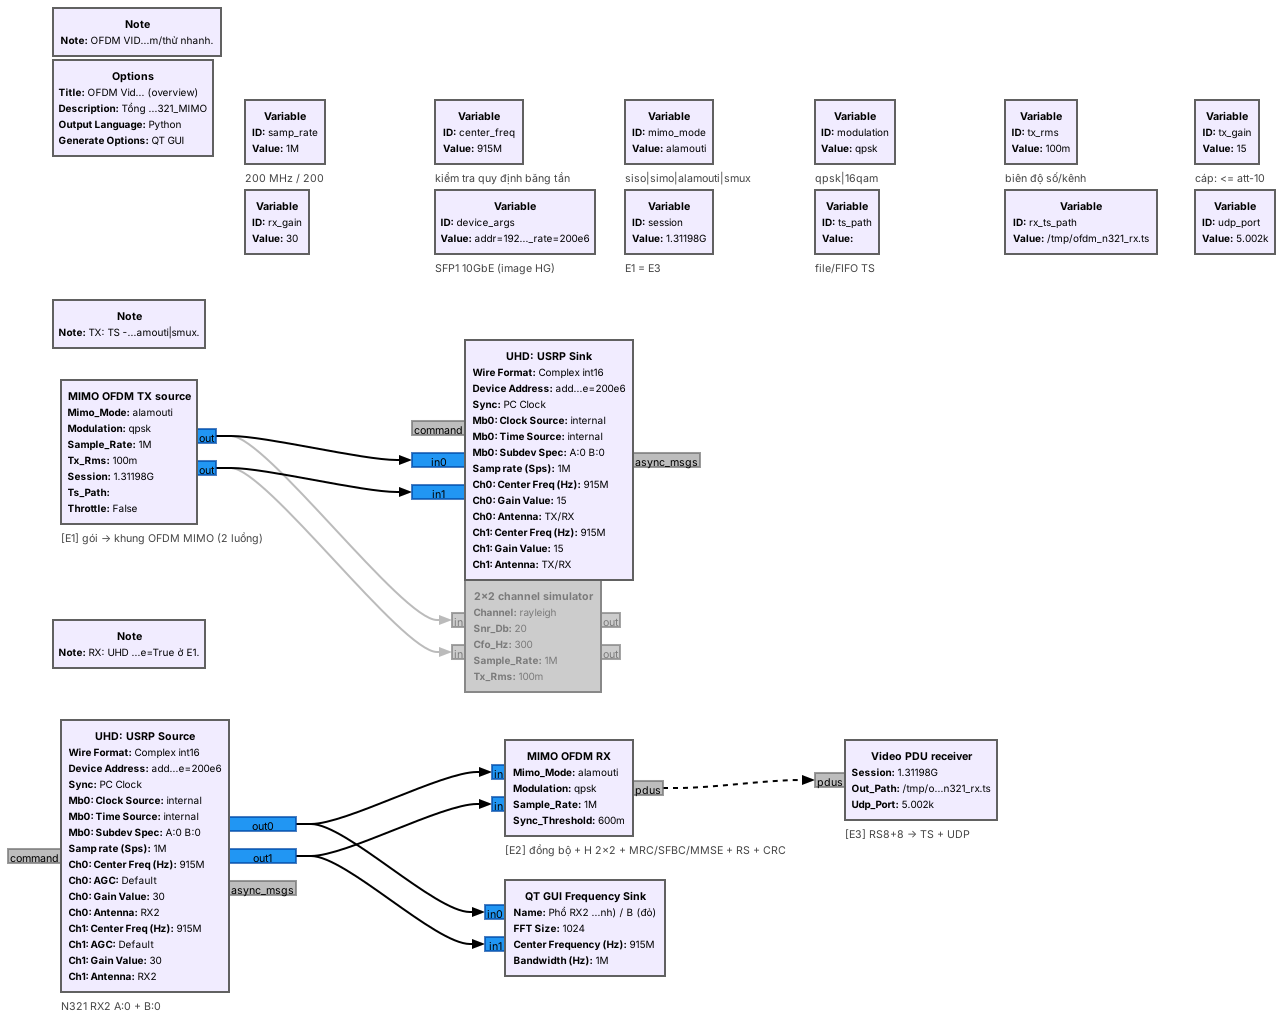 Note
Note: OFDM VID...m/thử nhanh.
Options
Title: OFDM Vid... (overview)
Description: Tổng ...321_MIMO
Output Language: Python
Generate Options: QT GUI
Variable
ID: samp_rate
Value: 1M
200 MHz / 200
Variable
ID: center_freq
Value: 915M
kiểm tra quy định băng tần
Variable
ID: mimo_mode
Value: alamouti
siso|simo|alamouti|smux
Variable
ID: modulation
Value: qpsk
qpsk|16qam
Variable
ID: tx_rms
Value: 100m
biên độ số/kênh
Variable
ID: tx_gain
Value: 15
cáp: <= att-10
Variable
ID: rx_gain
Value: 30
Variable
ID: device_args
Value: addr=192..._rate=200e6
SFP1 10GbE (image HG)
Variable
ID: session
Value: 1.31198G
E1 = E3
Variable
ID: ts_path
Value:
file/FIFO TS
Variable
ID: rx_ts_path
Value: /tmp/ofdm_n321_rx.ts
Variable
ID: udp_port
Value: 5.002k
Note
Note: TX: TS -...amouti|smux.
MIMO OFDM TX source
Mimo_Mode: alamouti
Modulation: qpsk
Sample_Rate: 1M
Tx_Rms: 100m
Session: 1.31198G
Ts_Path:
Throttle: False
out
out
[E1] gói → khung OFDM MIMO (2 luồng)
UHD: USRP Sink
Wire Format: Complex int16
Device Address: add...e=200e6
Sync: PC Clock
Mb0: Clock Source: internal
Mb0: Time Source: internal
Mb0: Subdev Spec: A:0 B:0
Samp rate (Sps): 1M
Ch0: Center Freq (Hz): 915M
Ch0: Gain Value: 15
Ch0: Antenna: TX/RX
Ch1: Center Freq (Hz): 915M
Ch1: Gain Value: 15
Ch1: Antenna: TX/RX
command
in0
in1
async_msgs
2×2 channel simulator
Channel: rayleigh
Snr_Db: 20
Cfo_Hz: 300
Sample_Rate: 1M
Tx_Rms: 100m
in
in
out
out
Note
Note: RX: UHD ...e=True ở E1.
UHD: USRP Source
Wire Format: Complex int16
Device Address: add...e=200e6
Sync: PC Clock
Mb0: Clock Source: internal
Mb0: Time Source: internal
Mb0: Subdev Spec: A:0 B:0
Samp rate (Sps): 1M
Ch0: Center Freq (Hz): 915M
Ch0: AGC: Default
Ch0: Gain Value: 30
Ch0: Antenna: RX2
Ch1: Center Freq (Hz): 915M
Ch1: AGC: Default
Ch1: Gain Value: 30
Ch1: Antenna: RX2
command
out0
out1
async_msgs
N321 RX2 A:0 + B:0
MIMO OFDM RX
Mimo_Mode: alamouti
Modulation: qpsk
Sample_Rate: 1M
Sync_Threshold: 600m
in
in
pdus
[E2] đồng bộ + H 2×2 + MRC/SFBC/MMSE + RS + CRC
Video PDU receiver
Session: 1.31198G
Out_Path: /tmp/o...n321_rx.ts
Udp_Port: 5.002k
pdus
[E3] RS8+8 → TS + UDP
QT GUI Frequency Sink
Name: Phổ RX2 ...nh) / B (đỏ)
FFT Size: 1024
Center Frequency (Hz): 915M
Bandwidth (Hz): 1M
in0
in1